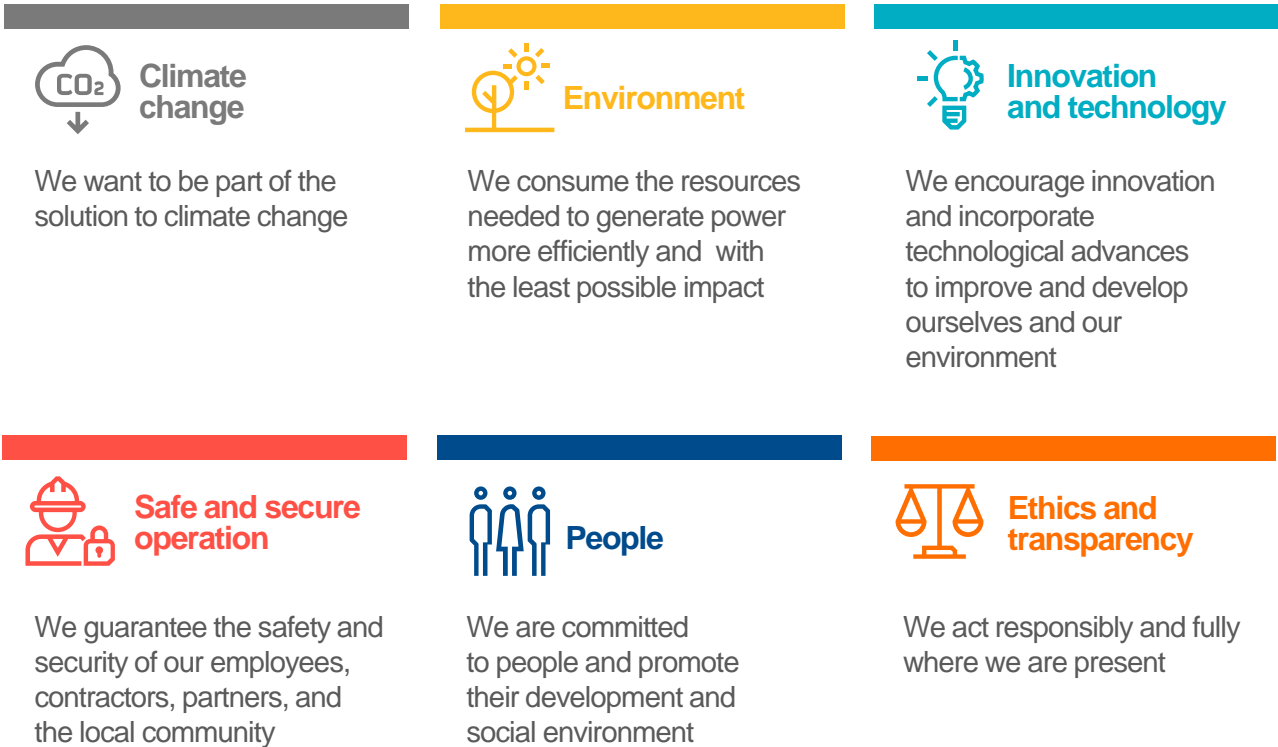 CO2
Climate
change
We want to be part of the
solution to climate change
Environment
We consume the resources
needed to generate power
more efficiently and  with
the least possible impact
Innovation
and technology
We encourage innovation
and incorporate
technological advances
to improve and develop
ourselves and our
environment
Safe and secure
operation
We guarantee the safety and
security of our employees,
contractors, partners, and
the local community
People
We are committed
to people and promote
their development and
social environment
Ethics and
transparency
We act responsibly and fully
where we are present